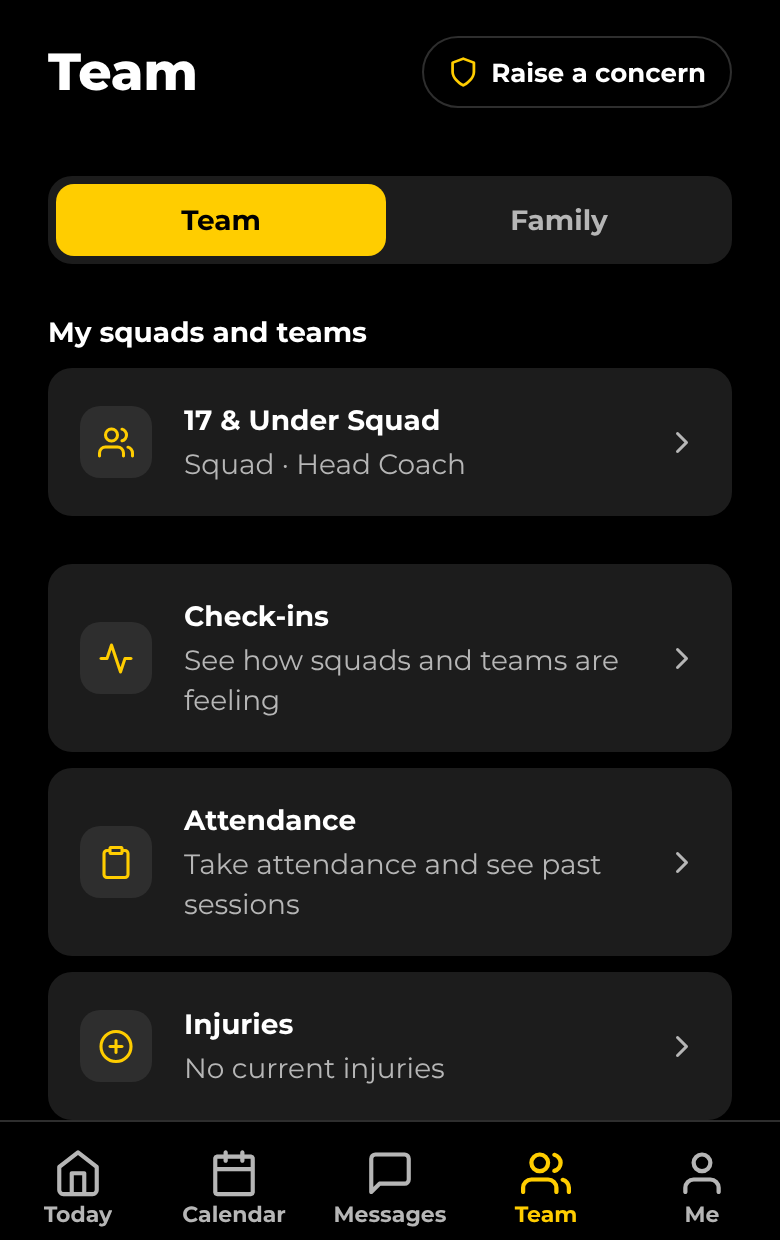 Team
Raise a concern
Team
Family
My squads and teams
17 & Under Squad
Squad · Head Coach
Check-ins
See how squads and teams are
feeling
Attendance
Take attendance and see past
sessions
Injuries
No current injuries
Today
Calendar
Messages
Team
Me